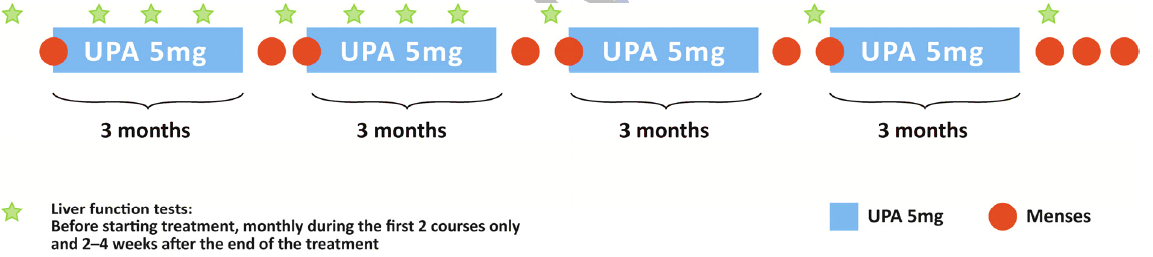 UPA 5mg UPA 5mg UPA 5mg UPA 5mg
3 months 3 months 3 months 3 months
Liver function tests:
Before starting treatment, monthly during the first 2 courses only
and 2–4 weeks after the end of the treatment
UPA 5mg Menses